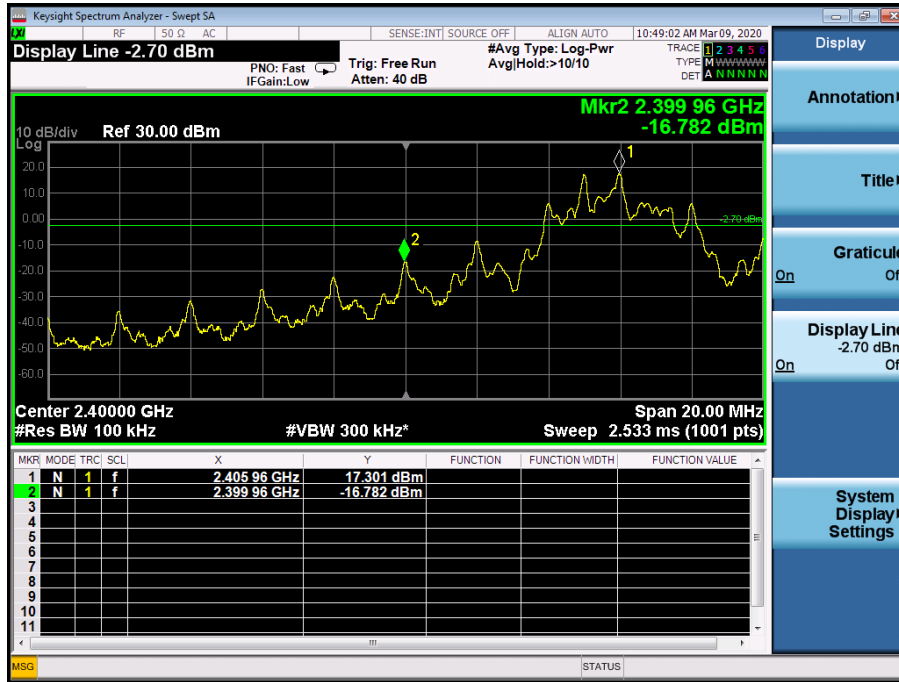 Keysight Spectrum Analyzer - Swept SA
LXI RF 50 Ω AC SENSE:INT SOURCE OFF ALIGN AUTO 10:49:02 AM Mar 09, 2020
Display Line -2.70 dBm
PNO: Fast
IFGain:Low
Trig: Free Run
Atten: 40 dB
#Avg Type: Log-Pwr
Avg|Hold:>10/10
TRACE 1 2 3 4 5 6
TYPE M WWWWW
DET A N N N N N
Mkr2 2.399 96 GHz
-16.782 dBm
10 dB/div Ref 30.00 dBm
Log
1
20.0
10.0
0.00
-2.70 dBm
2
-10.0
-20.0
-30.0
-40.0
-50.0
-60.0
Center 2.40000 GHz Span 20.00 MHz
#Res BW 100 kHz #VBW 300 kHz* Sweep 2.533 ms (1001 pts)
MKR MODE TRC SCL X Y FUNCTION FUNCTION WIDTH FUNCTION VALUE
1 N 1 f 2.405 96 GHz 17.301 dBm
2 N 1 f 2.399 96 GHz -16.782 dBm
3
4
5
6
7
8
9
10
11
MSG STATUS
Display
Annotation
Title
Graticule
On Of
Display Line
-2.70 dBm
On Of
System
Display
Settings